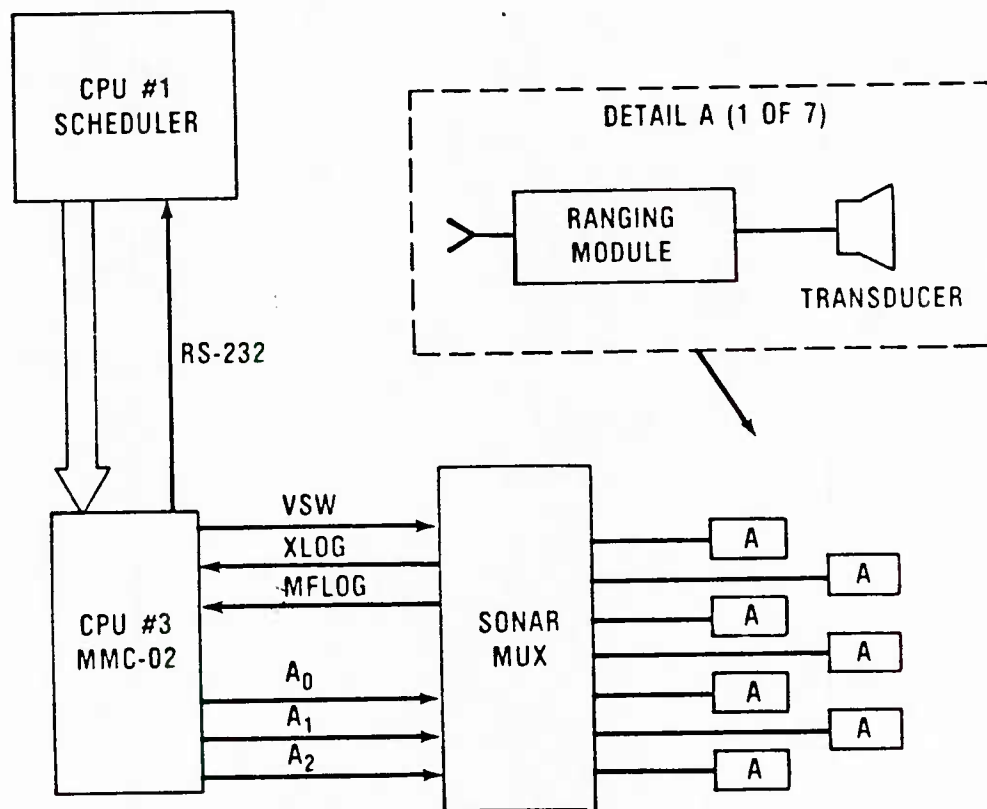 CPU #1
SCHEDULER
DETAIL A (1 OF 7)
RANGING
MODULE
TRANSDUCER
RS-232
VSW
XLOG
MFLOG
CPU #3
MMC-02
A0
A1
A2
SONAR
MUX
A
A
A
A
A
A
A